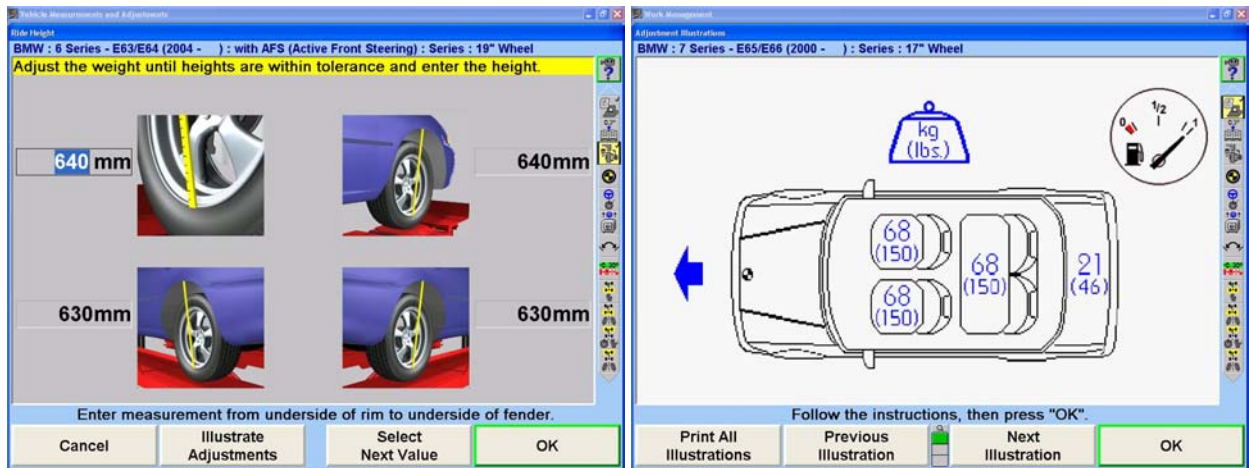 Vehicle Measurements and Adjustments
Ride Height
BMW : 6 Series - E63/E64 (2004 - ) : with AFS (Active Front Steering) : Series : 19" Wheel
Adjust the weight until heights are within tolerance and enter the height.
640 mm
640mm
630mm
630mm
Enter measurement from underside of rim to underside of fender.
Cancel
Illustrate
Adjustments
Select
Next Value
OK
Work Management
Adjustment Illustrations
BMW : 7 Series - E65/E66 (2000 - ) : Series : 17" Wheel
kg
(lbs.)
0
1/2
1
68
(150)
68
(150)
68
(150)
21
(46)
Follow the instructions, then press "OK".
Print All
Illustrations
Previous
Illustration
Next
Illustration
OK